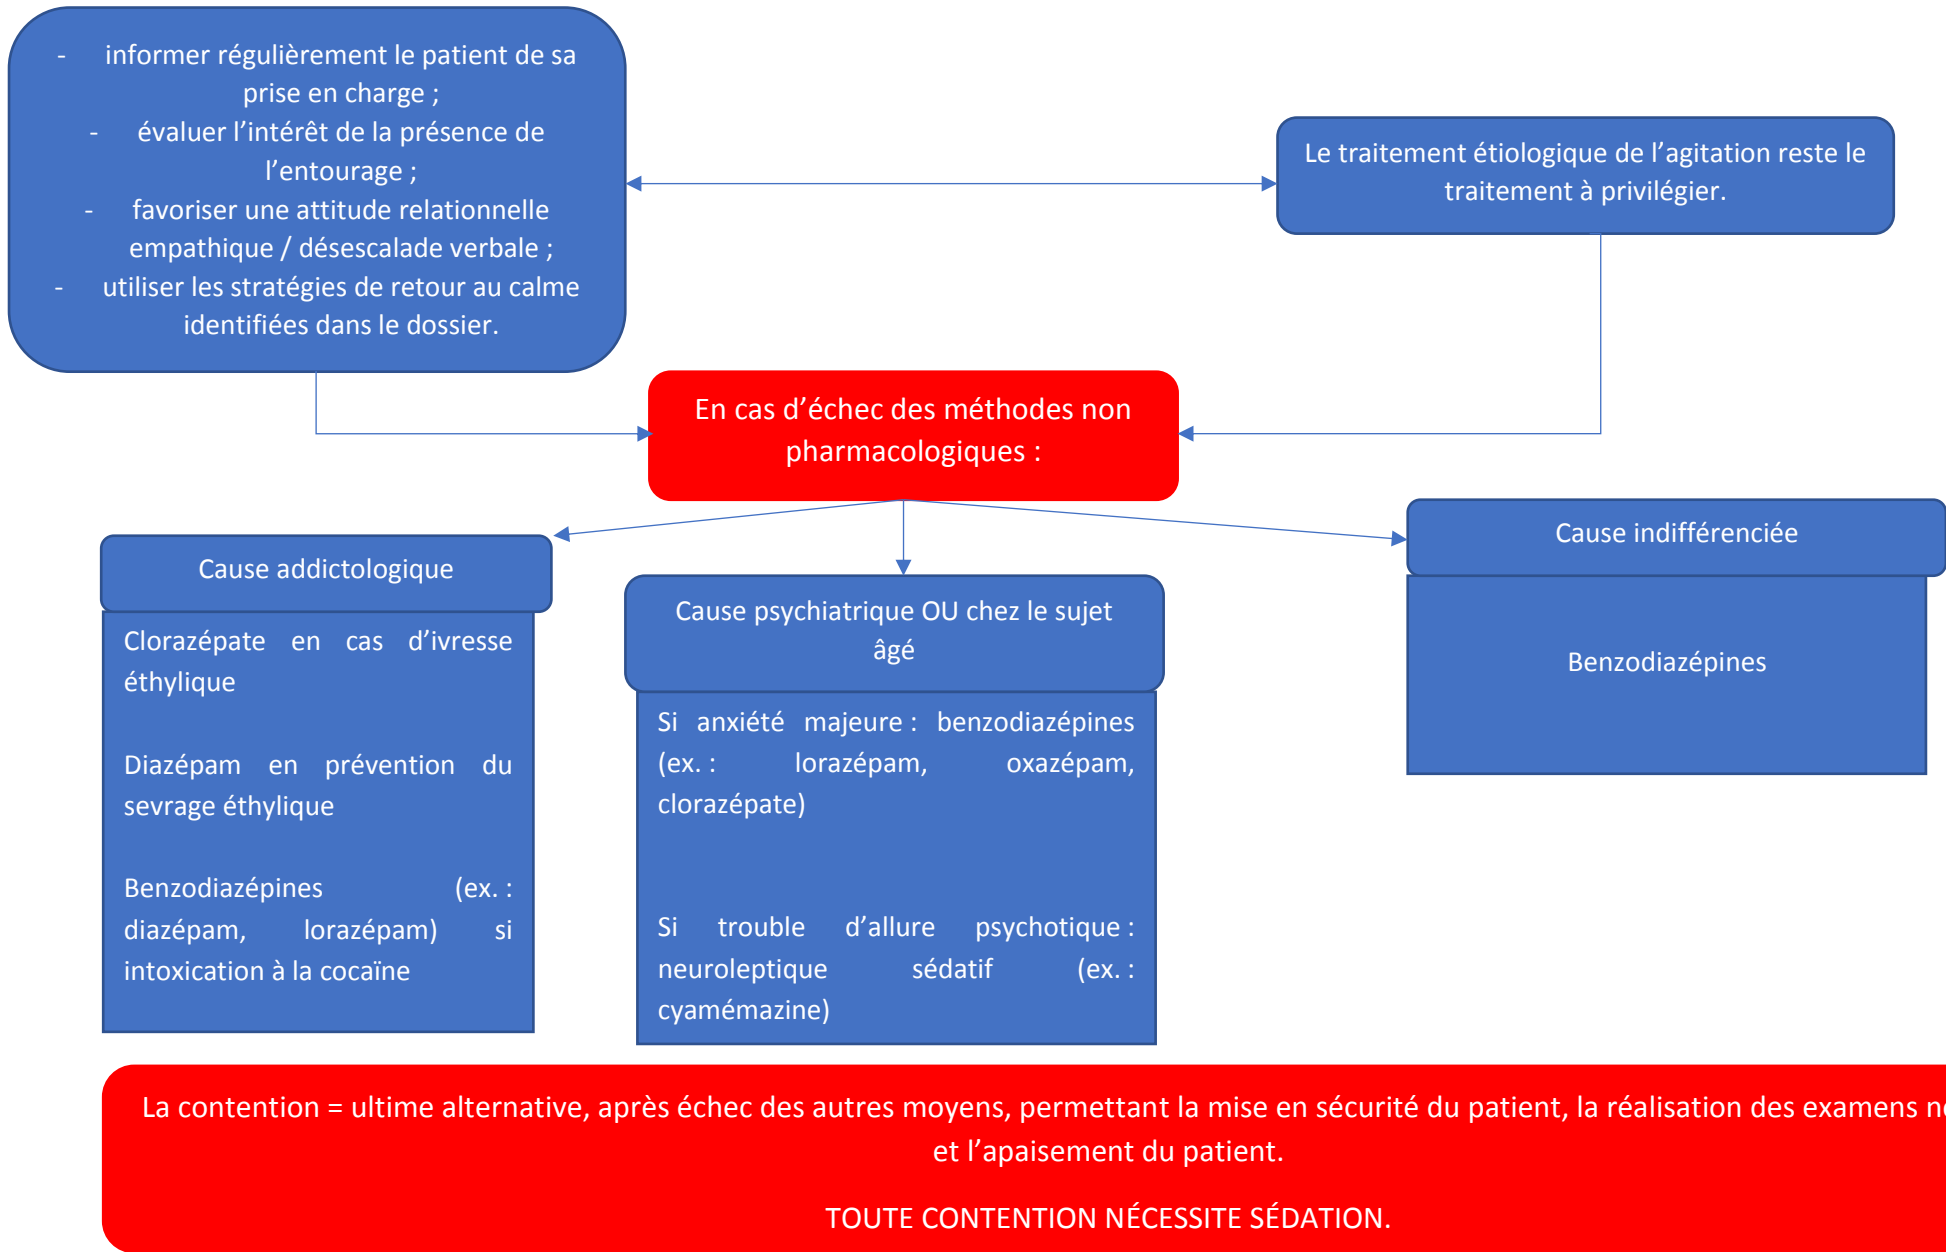 - informer régulièrement le patient de sa
prise en charge ;
- évaluer l'intérêt de la présence de
l'entourage ;
- favoriser une attitude relationnelle
empathique / désescalade verbale ;
- utiliser les stratégies de retour au calme
identifiées dans le dossier.
Le traitement étiologique de l'agitation reste le
traitement à privilégier.
En cas d'échec des méthodes non
pharmacologiques :
Cause addictologique
Clorazépate en cas d'ivresse
éthylique
Diazépam en prévention du
sevrage éthylique
Benzodiazépines (ex. :
diazépam, lorazépam) si
intoxication à la cocaïne
Cause psychiatrique OU chez le sujet
âgé
Si anxiété majeure : benzodiazépines
(ex. : lorazépam, oxazépam,
clorazépate)
Si trouble d'allure psychotique :
neuroleptique sédatif (ex. :
cyamémazine)
Cause indifférenciée
Benzodiazépines
La contention = ultime alternative, après échec des autres moyens, permettant la mise en sécurité du patient, la réalisation des examens
et l'apaisement du patient.
TOUTE CONTENTION NÉCESSITE SÉDATION.